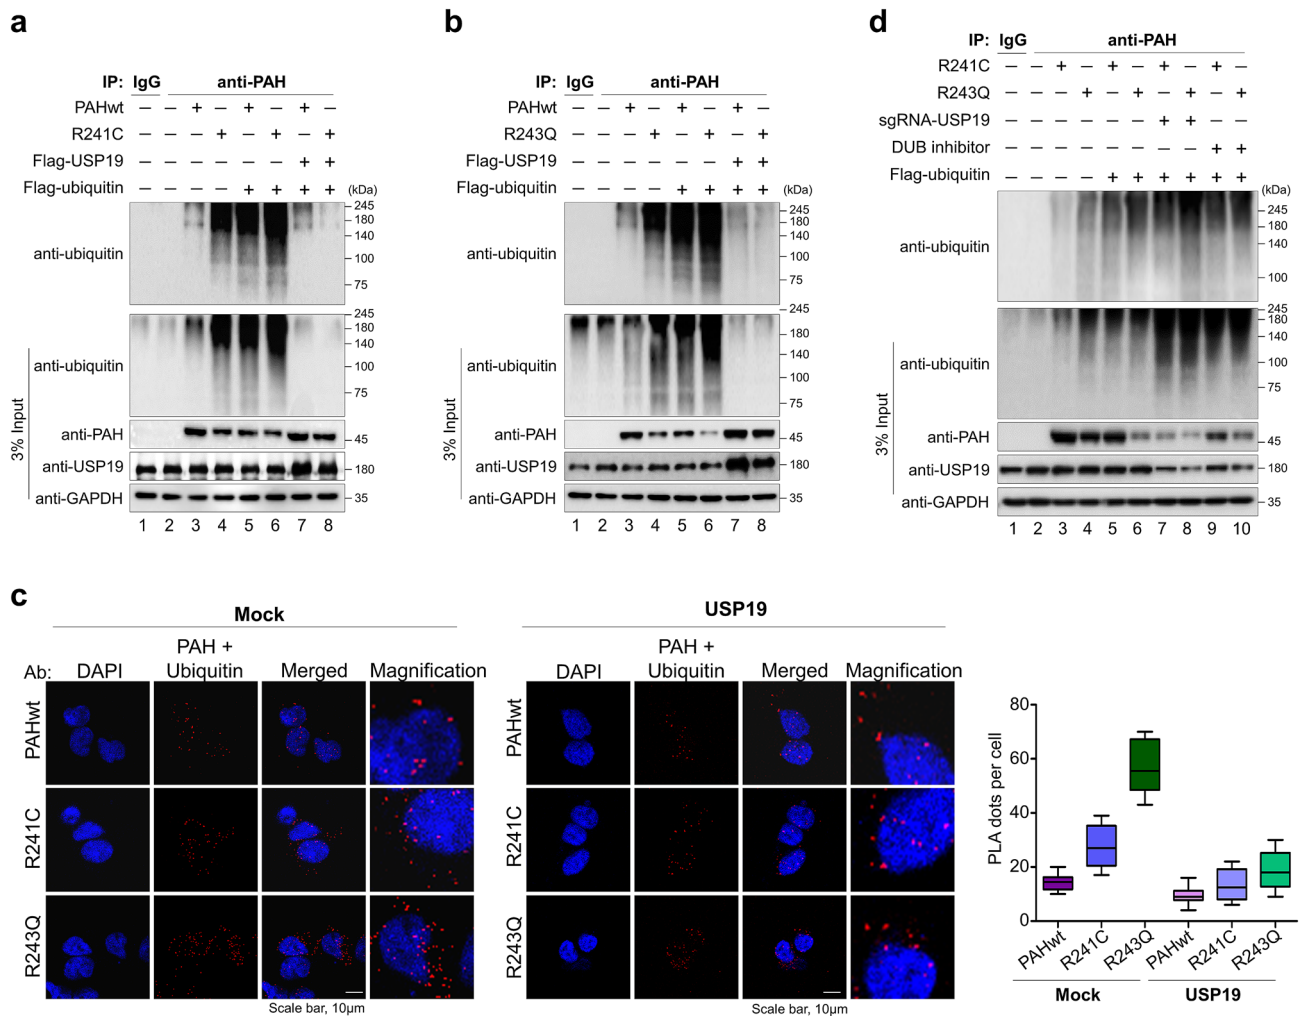 a
IP: IgG anti-PAH
PAHwt – – + – + – + –
R241C – – – + – + – +
Flag-USP19 – – – – – – + +
Flag-ubiquitin – – – – + + + +
(kDa)
anti-ubiquitin
245
180
140
100
75
3% Input
anti-ubiquitin
245
180
140
100
75
anti-PAH
45
anti-USP19
180
anti-GAPDH
35
1 2 3 4 5 6 7 8
b
IP: IgG anti-PAH
PAHwt – – + – + – + –
R243Q – – – + – + – +
Flag-USP19 – – – – – – + +
Flag-ubiquitin – – – – + + + +
(kDa)
anti-ubiquitin
245
180
140
100
75
3% Input
anti-ubiquitin
245
180
140
100
75
anti-PAH
45
anti-USP19
180
anti-GAPDH
35
1 2 3 4 5 6 7 8
d
IP: IgG anti-PAH
R241C – – + – + – + – + –
R243Q – – – + – + – + – +
sgRNA-USP19 – – – – – – + + – –
DUB inhibitor – – – – – – – – + +
Flag-ubiquitin – – – – + + + + + +
(kDa)
anti-ubiquitin
245
180
140
100
3% Input
anti-ubiquitin
245
180
140
100
75
anti-PAH
45
anti-USP19
180
anti-GAPDH
35
1 2 3 4 5 6 7 8 9 10
c
Mock
Ab: DAPI
PAH +
Ubiquitin
Merged
Magnification
PAHwt
R241C
R243Q
Scale bar, 10µm
USP19
DAPI
PAH +
Ubiquitin
Merged
Magnification
PAHwt
R241C
R243Q
Scale bar, 10µm
PLA dots per cell
80
60
40
20
0
PAHwt
R241C
R243Q
PAHwt
R241C
R243Q
Mock
USP19